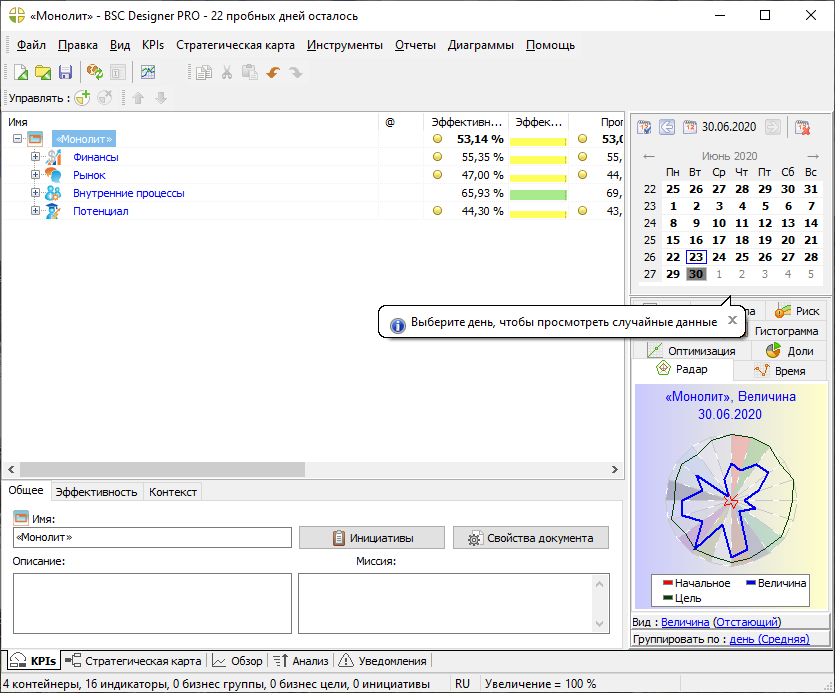 «Монолит» - BSC Designer PRO - 22 пробных дней осталось
Файл Правка Вид KPIs Стратегическая карта Инструменты Отчеты Диаграммы Помощь
Управлять :
Имя @ Эффективн... Эффек... Прог
«Монолит» 53,14 % 53,0
Финансы 55,35 % 55,
Рынок 47,00 % 44,
Внутренние процессы 65,93 % 69,
Потенциал 44,30 % 43,
30.06.2020
Июнь 2020
Пн Вт Ср Чт Пт Сб Вс
22 25 26 27 28 29 30 31
23 1 2 3 4 5 6 7
24 8 9 10 11 12 13 14
25 15 16 17 18 19 20 21
26 22 23 24 25 26 27 28
27 29 30 1 2 3 4 5
Выберите день, чтобы просмотреть случайные данные
Риск
Гистограмма
Оптимизация Доли
Радар Время
«Монолит», Величина
30.06.2020
Начальное Величина
Цель
Вид : Величина (Отстающий)
Группировать по : день (Средняя)
Общее Эффективность Контекст
Имя:
«Монолит»
Инициативы Свойства документа
Описание: Миссия:
KPIs Стратегическая карта Обзор Анализ Уведомления
4 контейнеры, 16 индикаторы, 0 бизнес группы, 0 бизнес цели, 0 инициативы RU Увеличение = 100 %